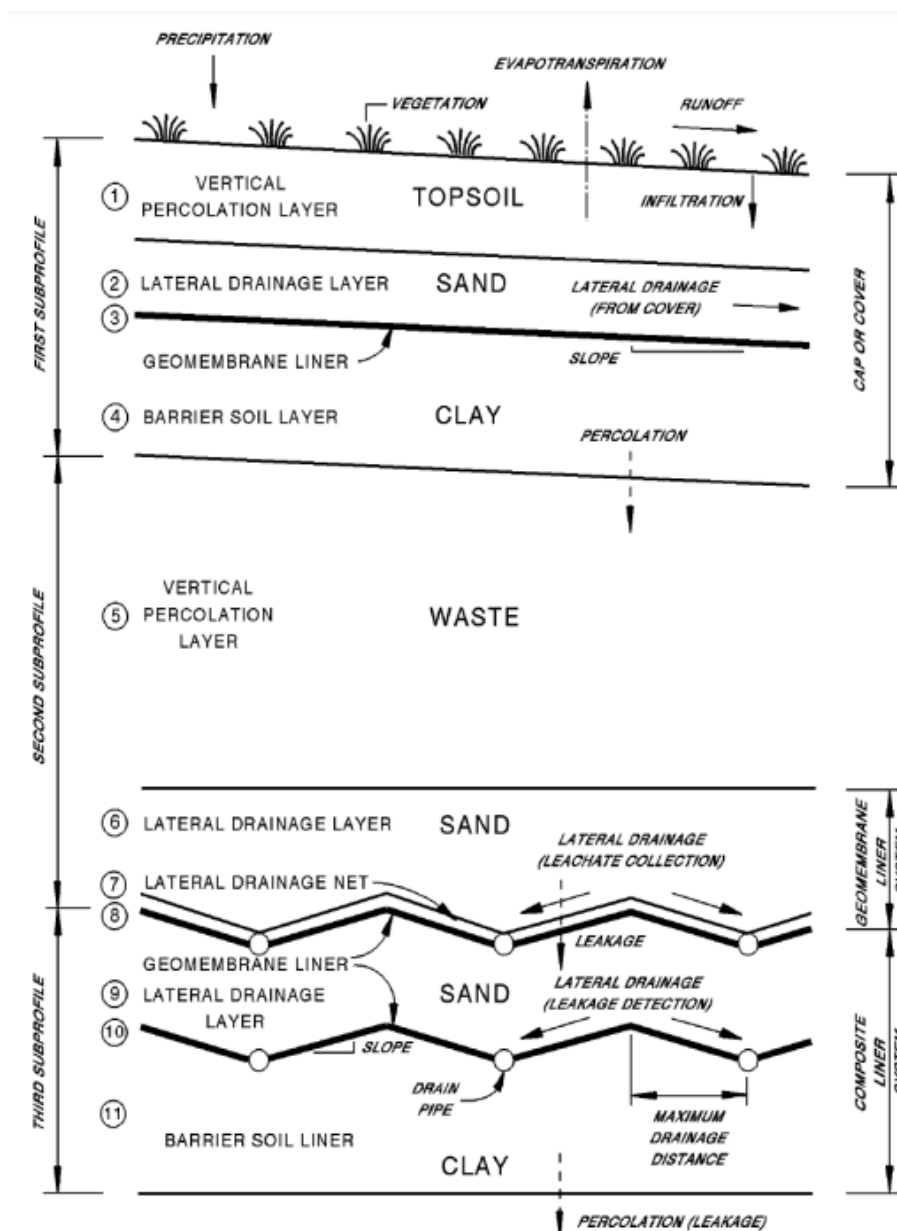 PRECIPITATION
EVAPOTRANSPIRATION
VEGETATION
RUNOFF
1
VERTICAL
PERCOLATION LAYER
TOPSOIL
INFILTRATION
2
LATERAL DRAINAGE LAYER
SAND
LATERAL DRAINAGE
(FROM COVER)
3
GEOMEMBRANE LINER
SLOPE
4
BARRIER SOIL LAYER
CLAY
PERCOLATION
FIRST SUBPROFILE
CAP OR COVER
5
VERTICAL
PERCOLATION
LAYER
WASTE
SECOND SUBPROFILE
6
LATERAL DRAINAGE LAYER
SAND
LATERAL DRAINAGE
(LEACHATE COLLECTION)
7
LATERAL DRAINAGE NET
8
LEAKAGE
GEOMEMBRANE
LINER
SYSTEM
GEOMEMBRANE LINER
9
LATERAL DRAINAGE
LAYER
SAND
LATERAL DRAINAGE
(LEAKAGE DETECTION)
10
SLOPE
DRAIN
PIPE
MAXIMUM
DRAINAGE
DISTANCE
11
BARRIER SOIL LINER
CLAY
THIRD SUBPROFILE
COMPOSITE
LINER
SYSTEM
PERCOLATION (LEAKAGE)